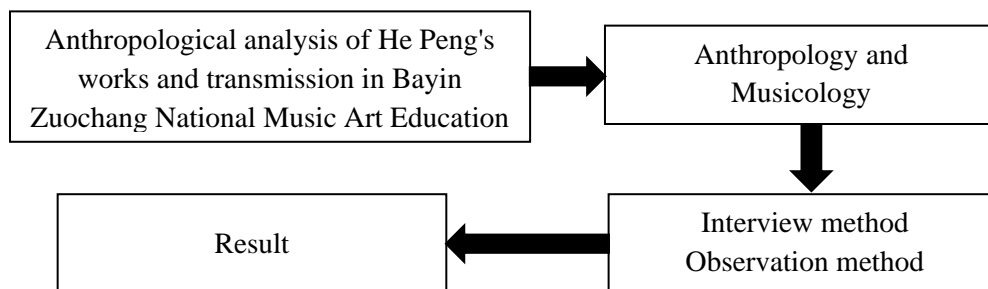 Anthropological analysis of He Peng's
works and transmission in Bayin
Zuochang National Music Art Education
Anthropology and
Musicology
Interview method
Observation method
Result